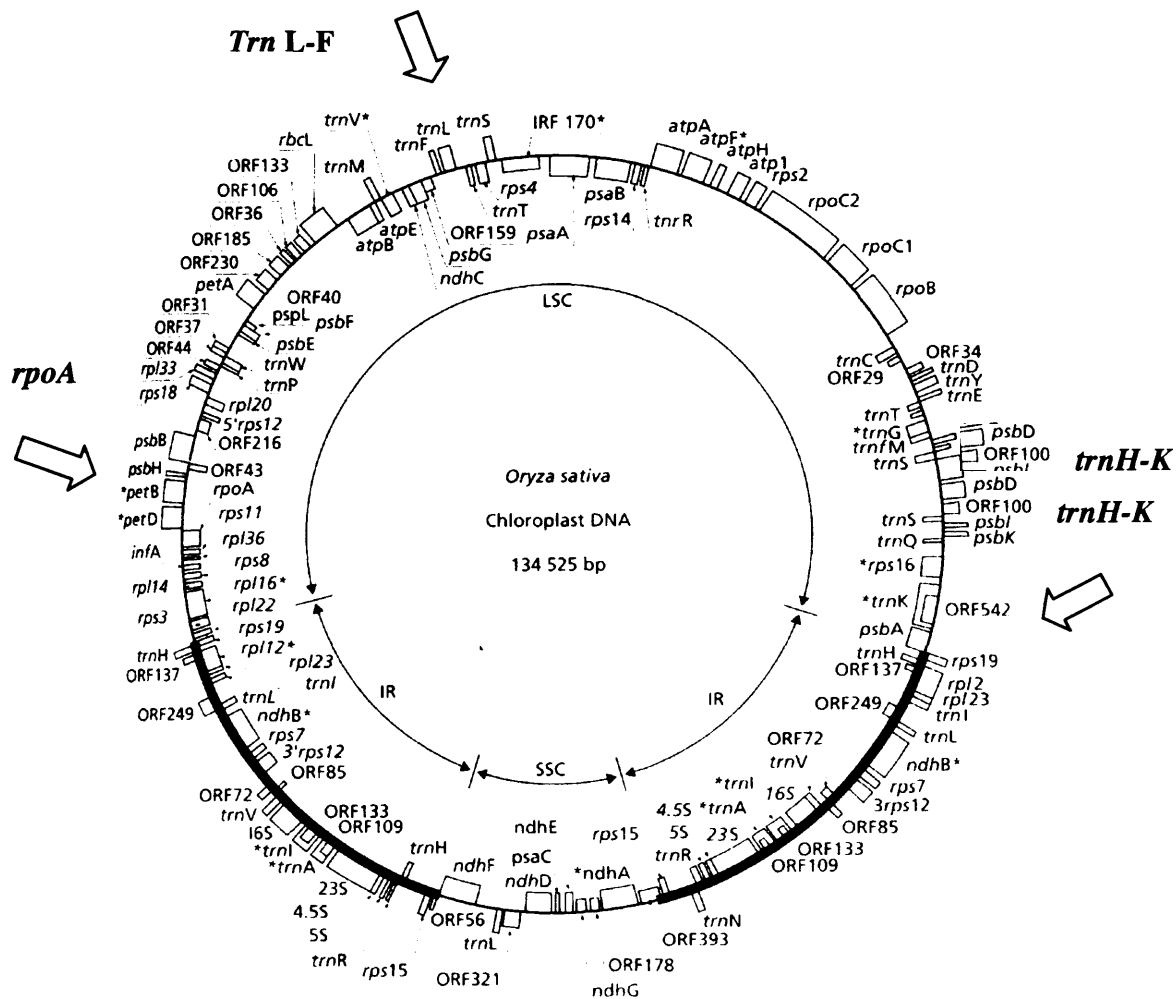 Trn L-F
rpoA
trnH-K
trnH-K
Oryza sativa
Chloroplast DNA
134 525 bp
LSC
IR
IR
SSC
IRF 170*
atpA
atpF*
atpH
atp1
rps2
rpoC2
rpoC1
rpoB
trnC
ORF29
ORF34
trnD
trnY
trnE
trnT
*trnG
trnfM
trnS
psbD
ORF100
psbI
psbD
ORF100
trnS
psbI
psbK
trnQ
*rps16
*trnK
ORF542
psbA
trnH
ORF137
rps19
rpl2
rpl23
trnI
ORF249
trnL
ndhB*
rps7
3rps12
ORF72
trnV
ORF85
*trnI
16S
*trnA
ORF133
ORF109
4.5S
5S
23S
trnR
trnN
ORF393
rps15
*ndhA
ORF178
ndhG
ndhE
psaC
ndhD
ORF321
trnL
ndhF
ORF56
trnH
rps15
trnR
5S
4.5S
23S
ORF133
ORF109
*trnA
*trnI
I6S
trnV
ORF72
ORF85
3'rps12
rps7
ndhB*
trnL
ORF249
ORF137
trnH
trnI
rpl23
rpl12*
rps19
rps3
rpl22
rpl14
rpl16*
rps8
infA
rpl36
rps11
*petD
*petB
rpoA
psbH
ORF43
psbB
ORF216
5'rps12
rpl20
rps18
rpl33
ORF44
ORF37
ORF31
trnP
trnW
psbE
psbF
pspL
ORF40
petA
ORF230
ORF185
ORF36
ORF106
ORF133
rbcL
trnM
trnV*
atpB
atpE
ndhC
psbG
ORF159
trnF
trnL
trnS
trnT
rps4
psaA
psaB
rps14
tnrR